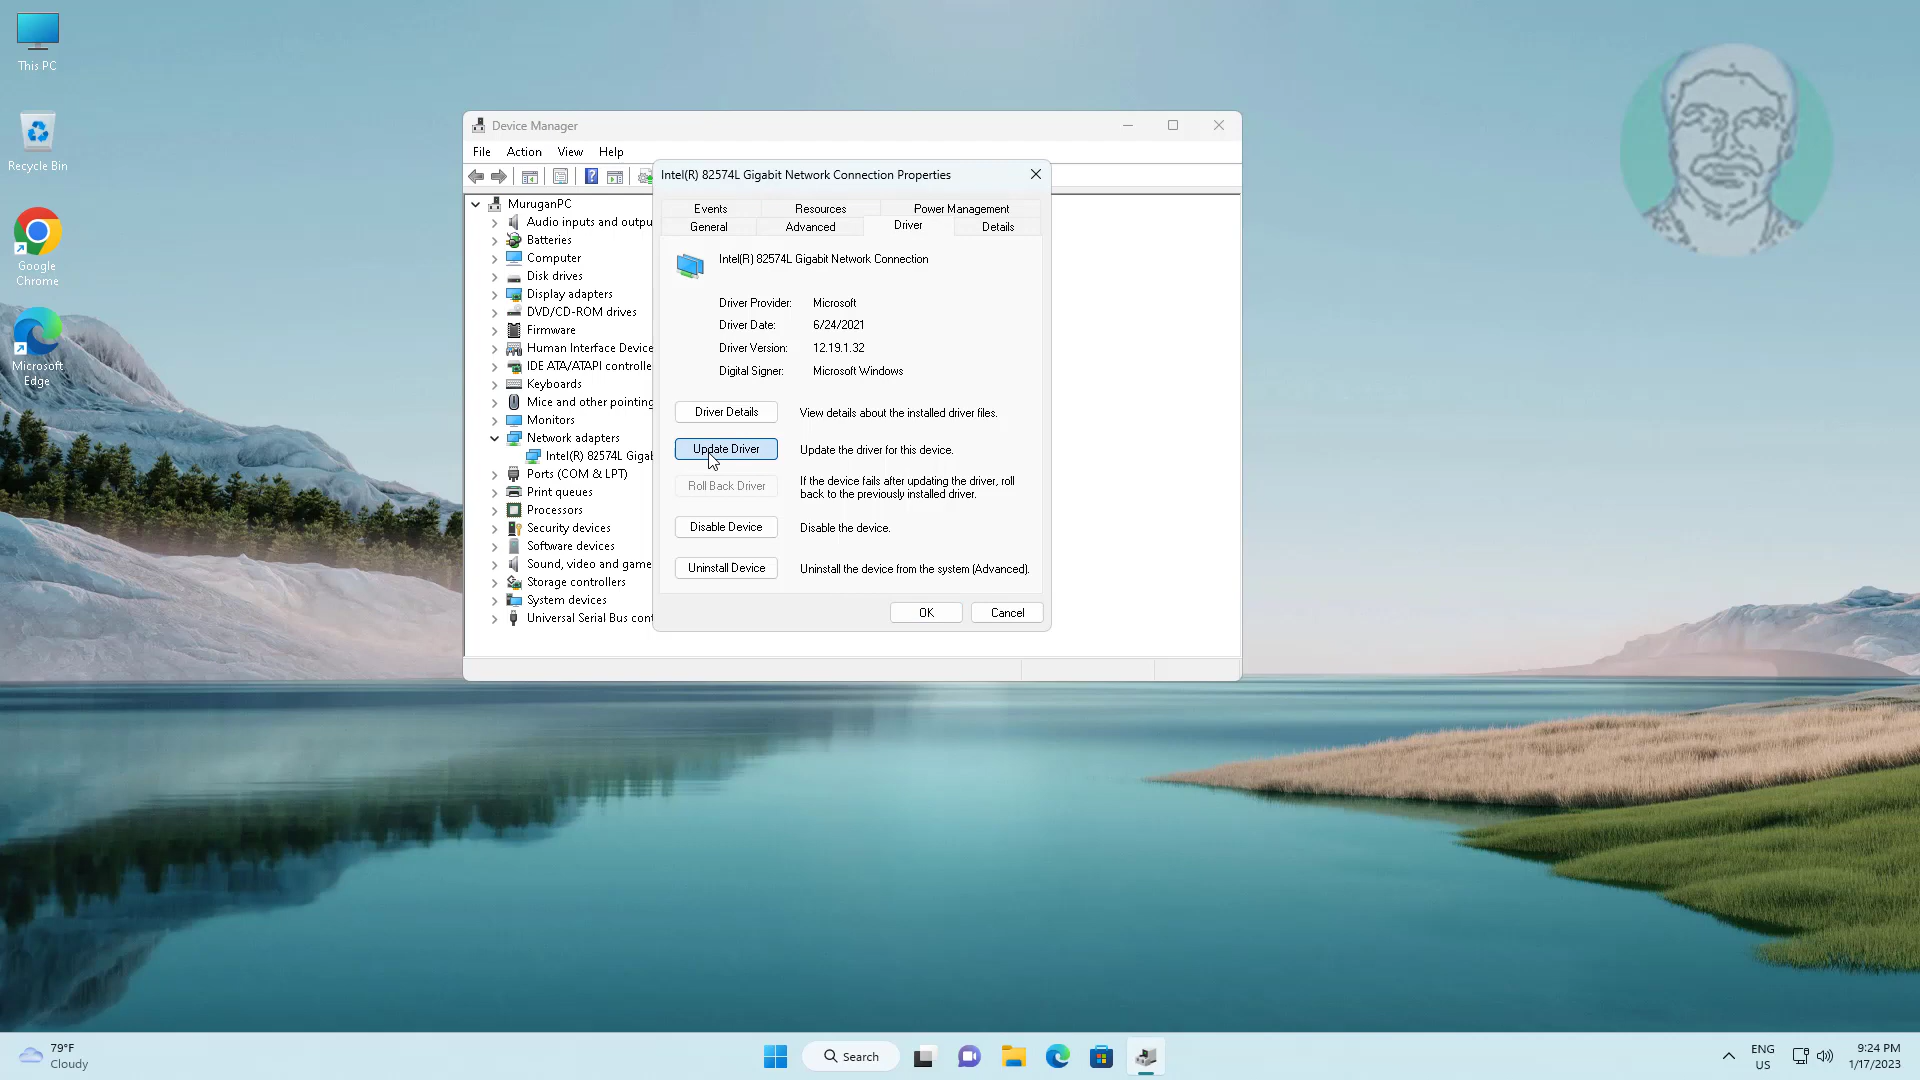 This PC
Recycle Bin
Google
Chrome
Microsoft
Edge
Device Manager
File Action View Help
MuruganPC
Audio inputs and outpu
Batteries
Computer
Disk drives
Display adapters
DVD/CD-ROM drives
Firmware
Human Interface Device
IDE ATA/ATAPI controlle
Keyboards
Mice and other pointing
Monitors
Network adapters
Intel(R) 82574L Gigab
Ports (COM & LPT)
Print queues
Processors
Security devices
Software devices
Sound, video and game
Storage controllers
System devices
Universal Serial Bus cont
Intel(R) 82574L Gigabit Network Connection Properties
Events Resources Power Management
General Advanced Driver Details
Intel(R) 82574L Gigabit Network Connection
Driver Provider: Microsoft
Driver Date: 6/24/2021
Driver Version: 12.19.1.32
Digital Signer: Microsoft Windows
Driver Details View details about the installed driver files.
Update Driver Update the driver for this device.
Roll Back Driver If the device fails after updating the driver, roll
back to the previously installed driver.
Disable Device Disable the device.
Uninstall Device Uninstall the device from the system (Advanced).
OK Cancel
79°F
Cloudy
Search
ENG
US
9:24 PM
1/17/2023